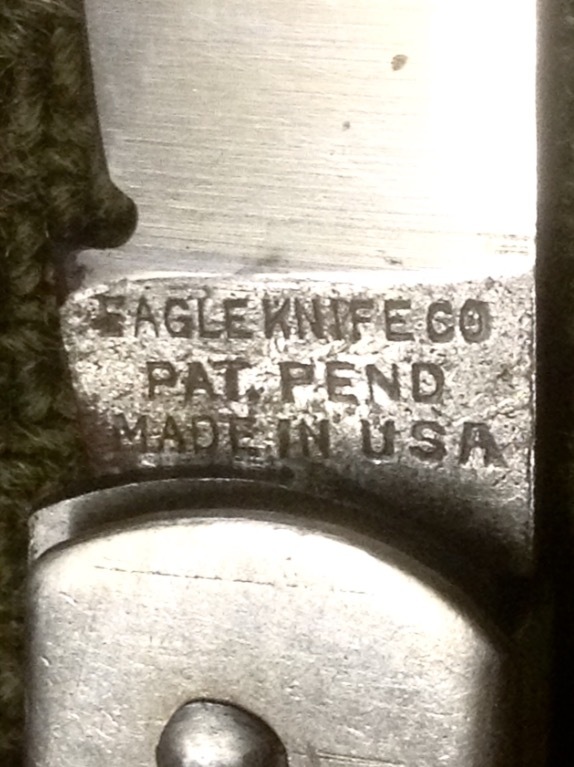 EAGLE KNIFE CO
PAT. PEND
MADE IN USA